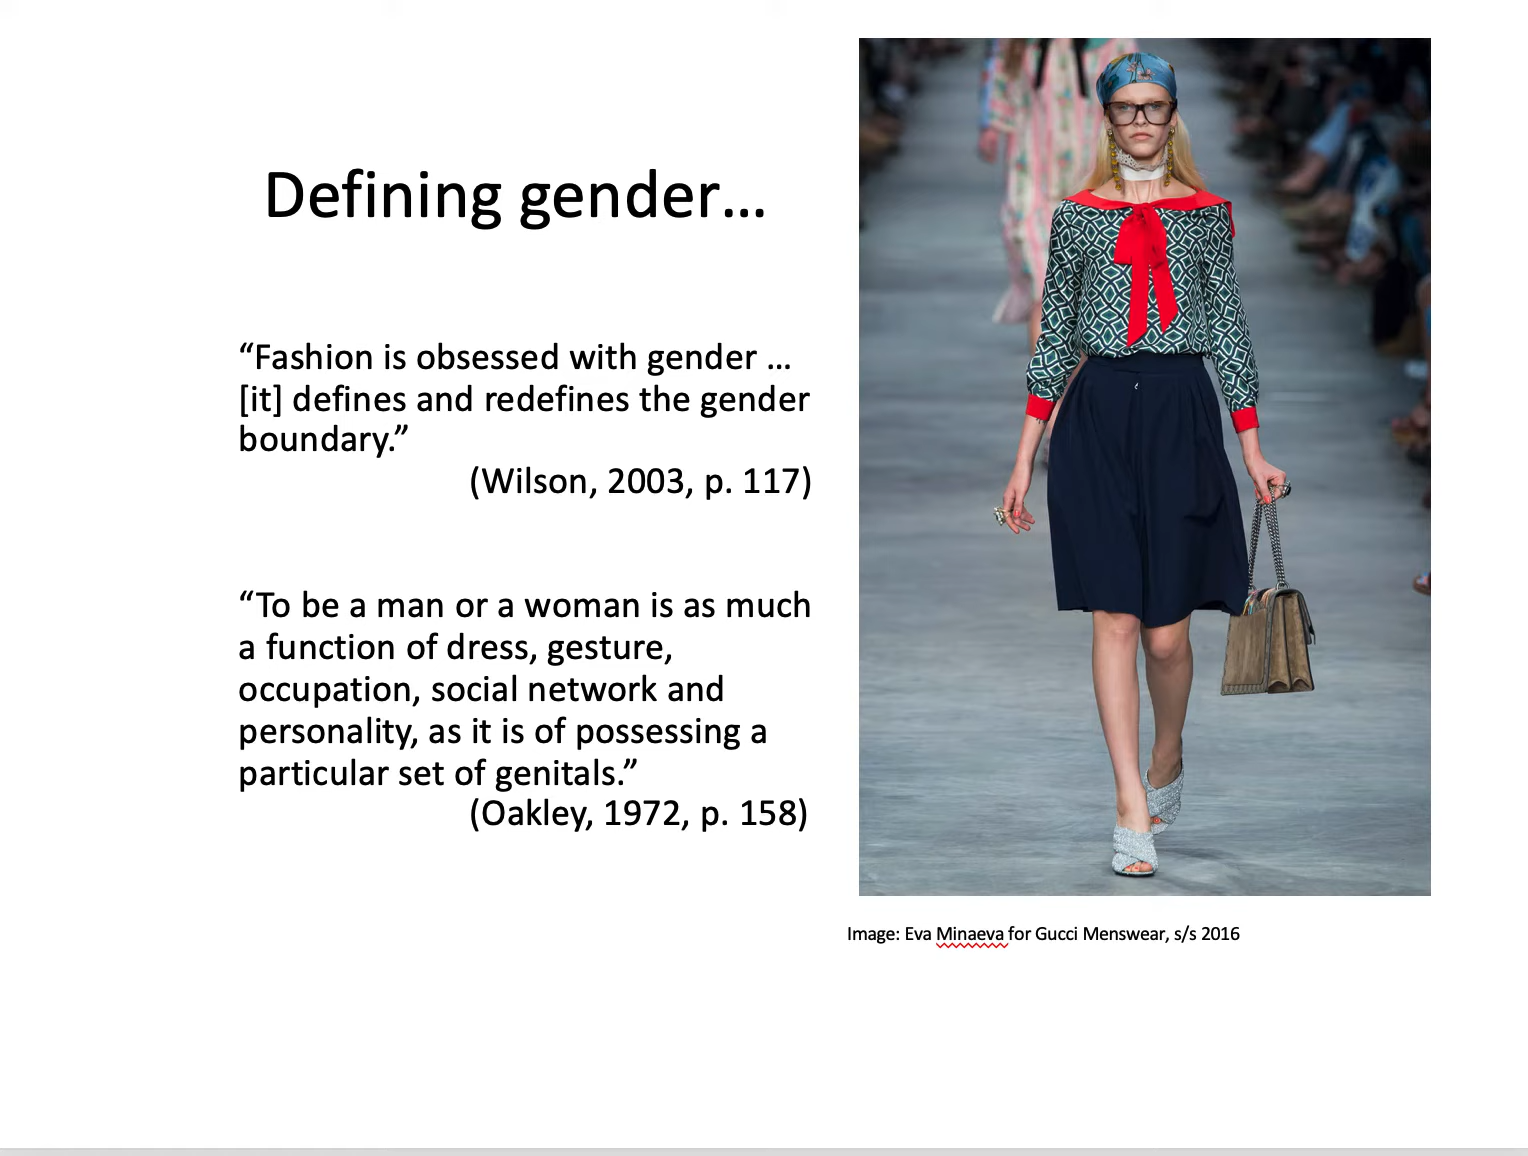 Defining gender…
“Fashion is obsessed with gender …
[it] defines and redefines the gender
boundary.”
(Wilson, 2003, p. 117)
“To be a man or a woman is as much
a function of dress, gesture,
occupation, social network and
personality, as it is of possessing a
particular set of genitals.”
(Oakley, 1972, p. 158)
Image: Eva Minaeva for Gucci Menswear, s/s 2016